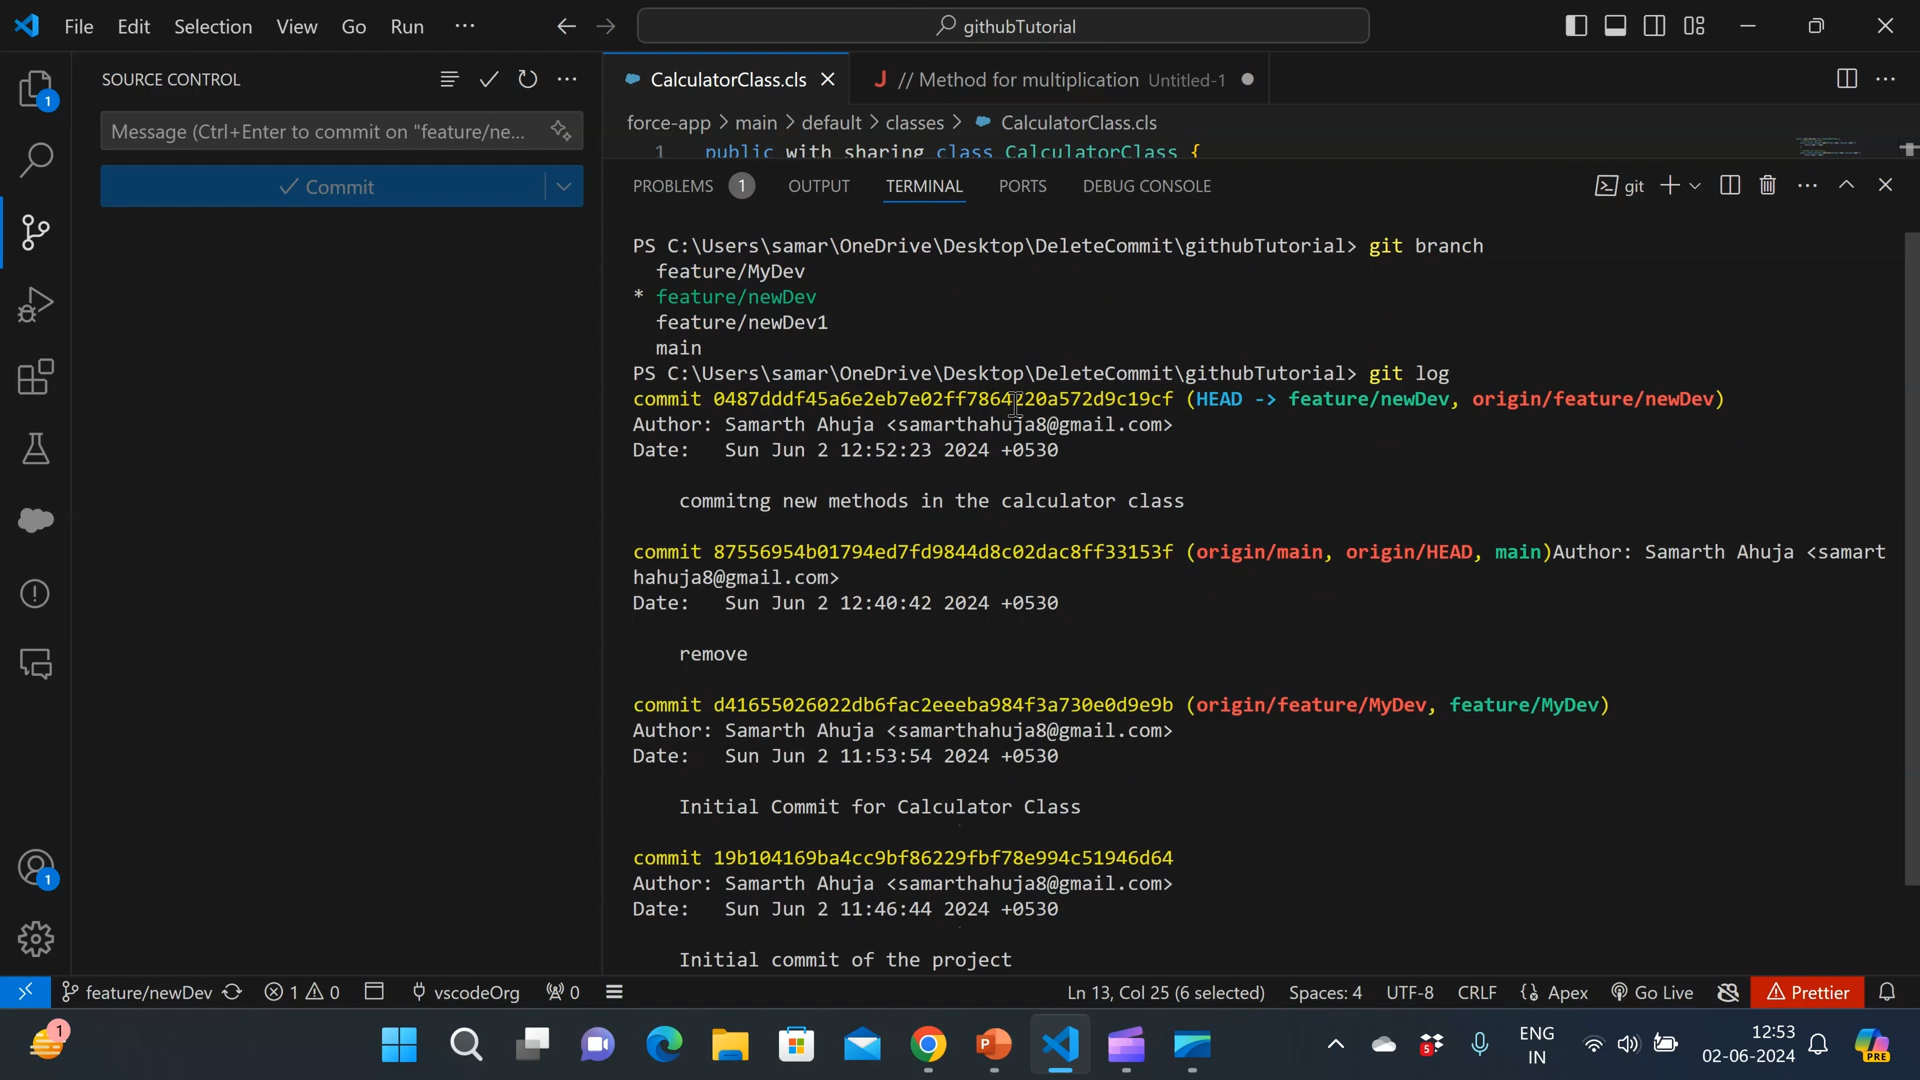 File Edit Selection View Go Run ··· githubTutorial
SOURCE CONTROL
Message (Ctrl+Enter to commit on "feature/ne...
Commit
CalculatorClass.cls
// Method for multiplication Untitled-1
force-app > main > default > classes > CalculatorClass.cls
1 public with sharing class CalculatorClass {
PROBLEMS 1 OUTPUT TERMINAL PORTS DEBUG CONSOLE git
PS C:\Users\samar\OneDrive\Desktop\DeleteCommit\githubTutorial> git branch
feature/MyDev
* feature/newDev
feature/newDev1
main
PS C:\Users\samar\OneDrive\Desktop\DeleteCommit\githubTutorial> git log
commit 0487dddf45a6e2eb7e02ff7864220a572d9c19cf (HEAD -> feature/newDev, origin/feature/newDev)
Author: Samarth Ahuja <samarthahuja8@gmail.com>
Date: Sun Jun 2 12:52:23 2024 +0530
commitng new methods in the calculator class
commit 87556954b01794ed7fd9844d8c02dac8ff33153f (origin/main, origin/HEAD, main)Author: Samarth Ahuja <samart
hahuja8@gmail.com>
Date: Sun Jun 2 12:40:42 2024 +0530
remove
commit d41655026022db6fac2eeeba984f3a730e0d9e9b (origin/feature/MyDev, feature/MyDev)
Author: Samarth Ahuja <samarthahuja8@gmail.com>
Date: Sun Jun 2 11:53:54 2024 +0530
Initial Commit for Calculator Class
commit 19b104169ba4cc9bf86229fbf78e994c51946d64
Author: Samarth Ahuja <samarthahuja8@gmail.com>
Date: Sun Jun 2 11:46:44 2024 +0530
Initial commit of the project
1
1
feature/newDev 1 0 vscodeOrg 0 Ln 13, Col 25 (6 selected) Spaces: 4 UTF-8 CRLF Apex Go Live Prettier
1
5
ENG
IN
12:53
02-06-2024
PRE